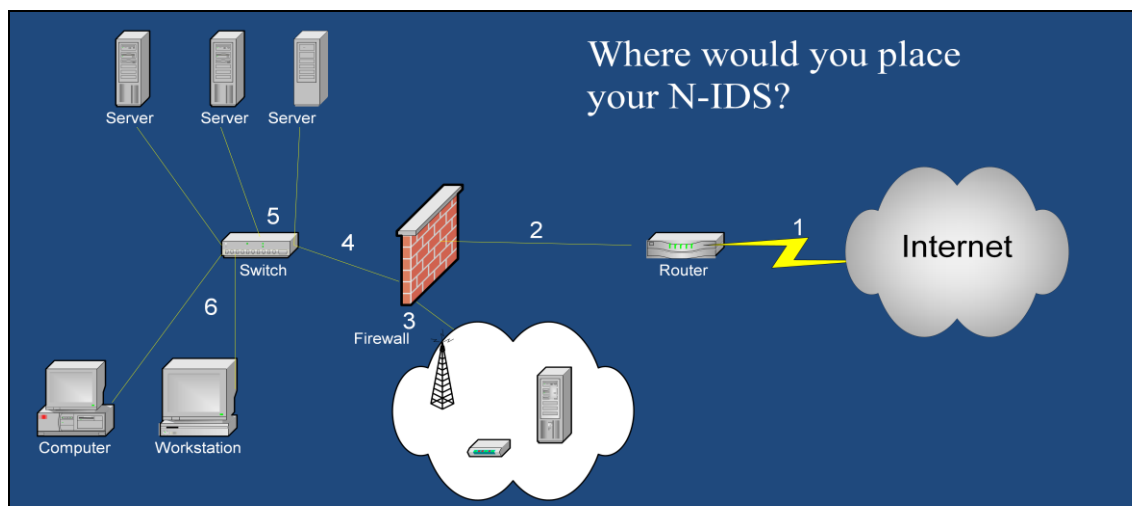 Where would you place
your N-IDS?
Server
Server
Server
5
4
2
1
Internet
Switch
Router
6
3
Firewall
Computer
Workstation